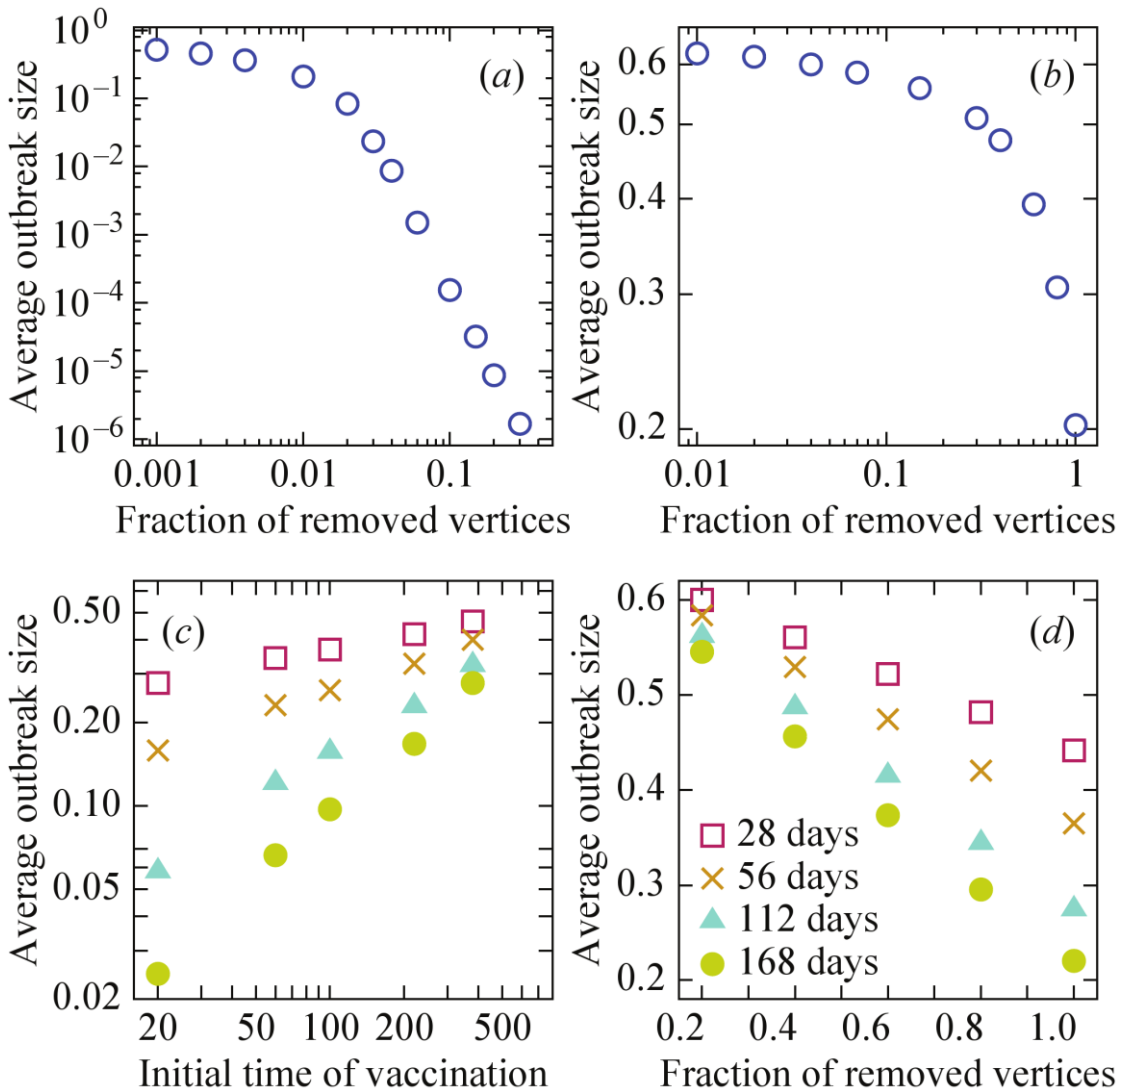 (a)
Average outbreak size
10⁰
10⁻¹
10⁻²
10⁻³
10⁻⁴
10⁻⁵
10⁻⁶
0.001 0.01 0.1
Fraction of removed vertices
(b)
Average outbreak size
0.6
0.5
0.4
0.3
0.2
0.01 0.1 1
Fraction of removed vertices
(c)
Average outbreak size
0.50
0.20
0.10
0.05
0.02
20 50 100 200 500
Initial time of vaccination
(d)
Average outbreak size
0.6
0.5
0.4
0.3
0.2
28 days
56 days
112 days
168 days
0.2 0.4 0.6 0.8 1.0
Fraction of removed vertices